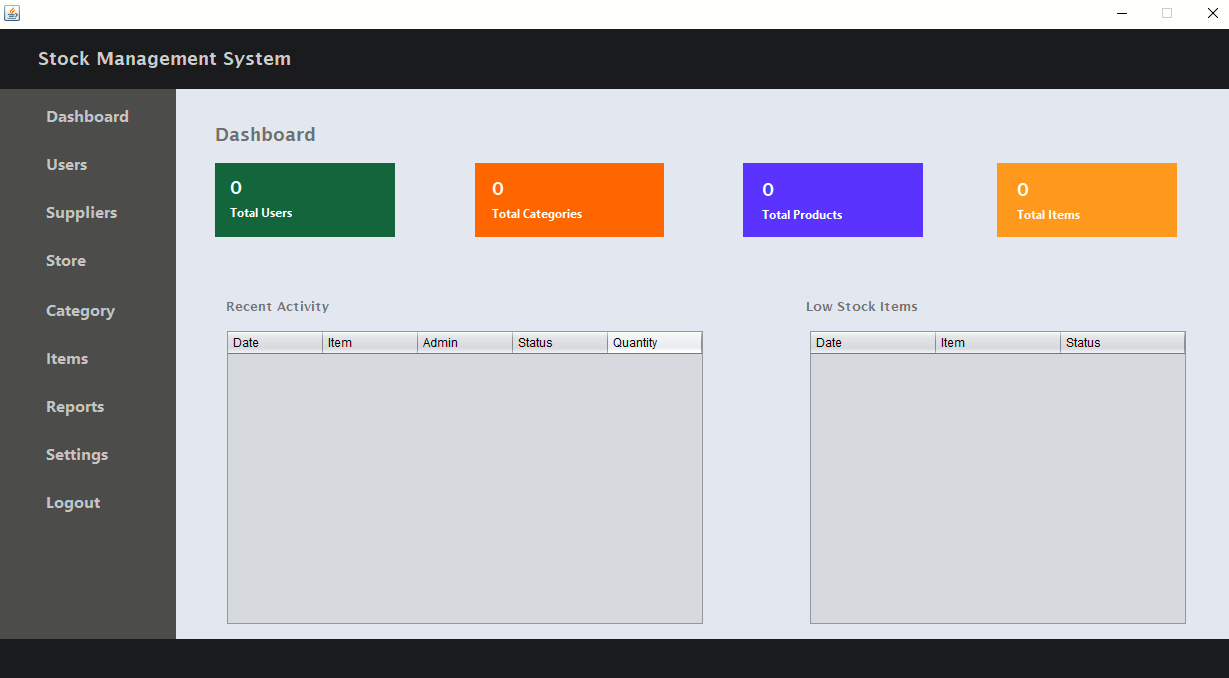 Stock Management System
Dashboard
Users
Suppliers
Store
Category
Items
Reports
Settings
Logout
Dashboard
0
Total Users
0
Total Categories
0
Total Products
0
Total Items
Recent Activity
Date Item Admin Status Quantity
Low Stock Items
Date Item Status